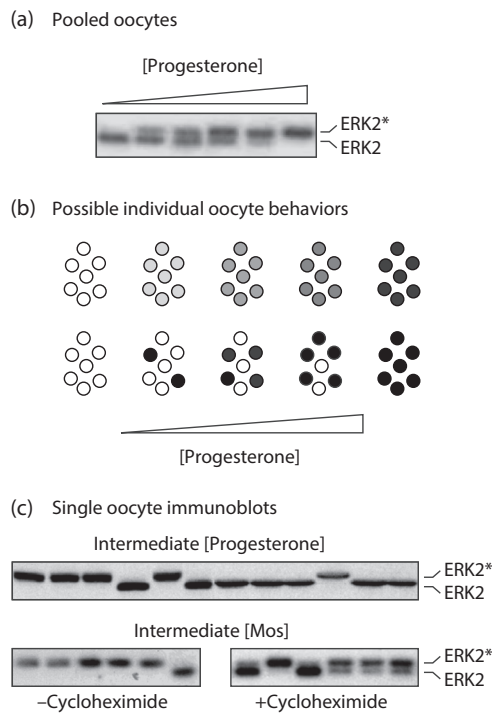 (a) Pooled oocytes
[Progesterone]
ERK2*
ERK2
(b) Possible individual oocyte behaviors
[Progesterone]
(c) Single oocyte immunoblots
Intermediate [Progesterone]
ERK2*
ERK2
Intermediate [Mos]
ERK2*
ERK2
–Cycloheximide
+Cycloheximide